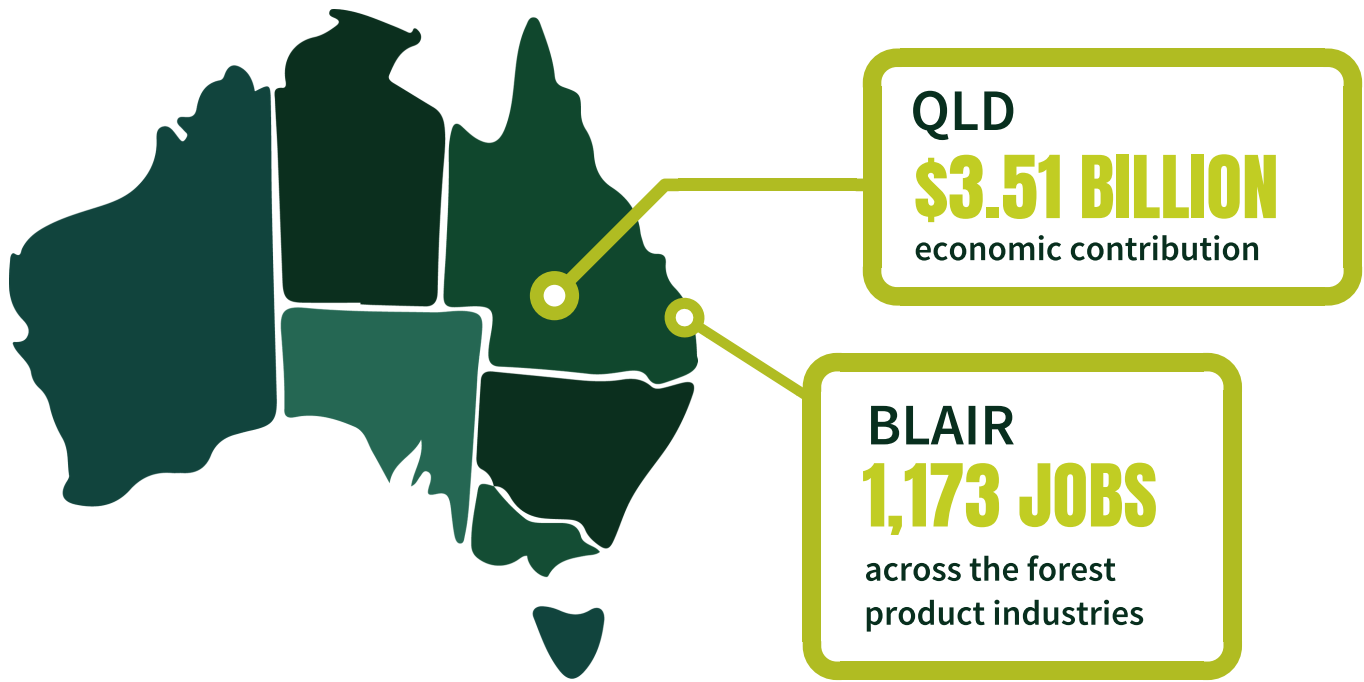 QLD
$3.51 BILLION
economic contribution
BLAIR
1,173 JOBS
across the forest
product industries